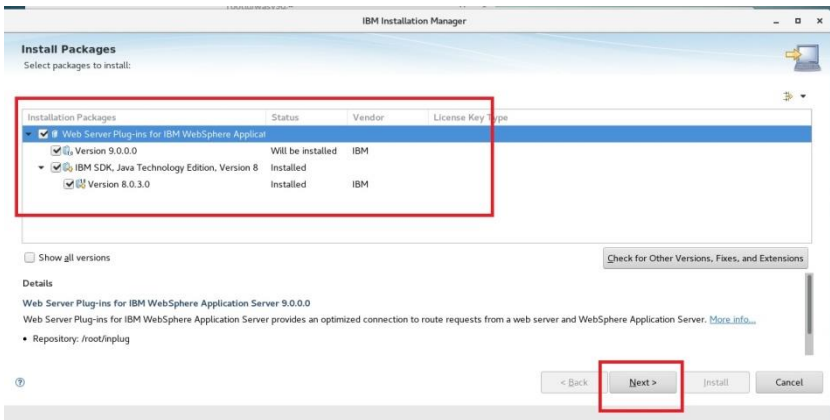 IBM Installation Manager
Install Packages
Select packages to install:
Installation Packages Status Vendor License Key Type
Web Server Plug-ins for IBM WebSphere Applicat
Version 9.0.0.0 Will be installed IBM
IBM SDK, Java Technology Edition, Version 8 Installed
Version 8.0.3.0 Installed IBM
Show all versions
Check for Other Versions, Fixes, and Extensions
Details
Web Server Plug-ins for IBM WebSphere Application Server 9.0.0.0
Web Server Plug-ins for IBM WebSphere Application Server provides an optimized connection to route requests from a web server and WebSphere Application Server. More info...
• Repository: /root/inplug
< Back Next > Install Cancel